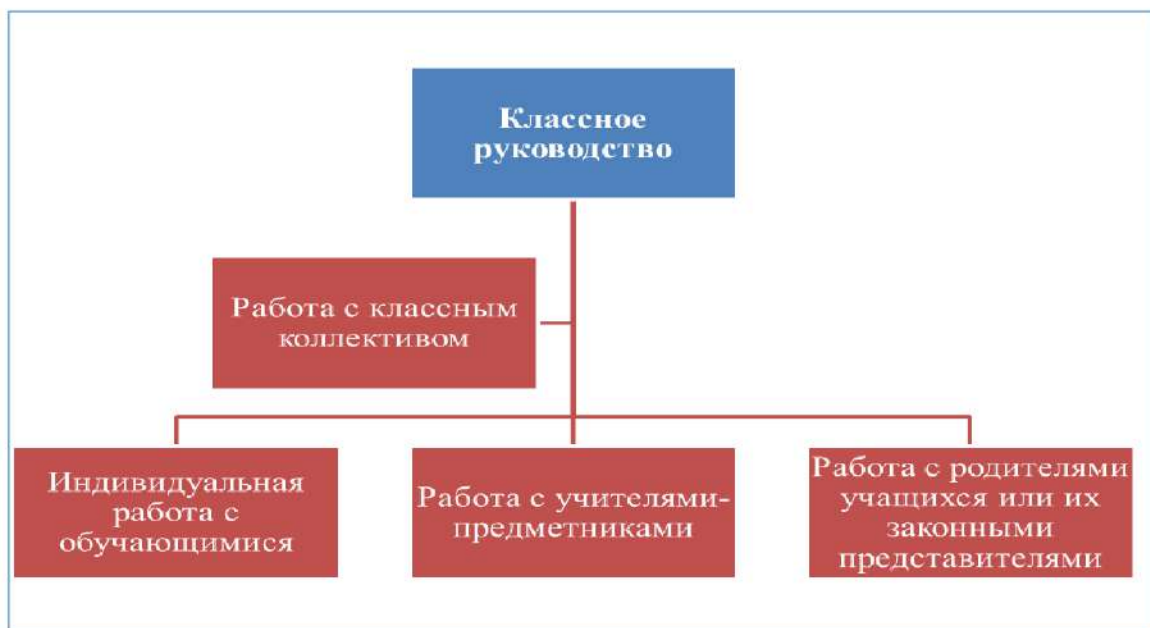 Классное
руководство
Работа с классным
коллективом
Индивидуальная
работа с
обучающимися
Работа с учителями-
предметниками
Работа с родителями
учащихся или их
законными
представителями